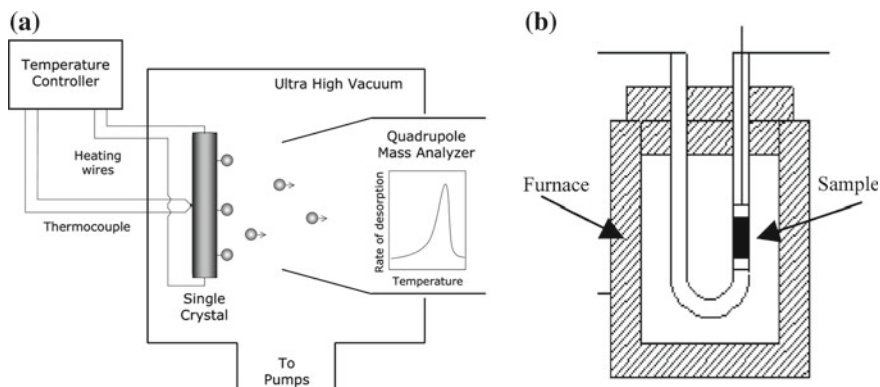 (a)
Temperature
Controller
Ultra High Vacuum
Heating
wires
Thermocouple
Single
Crystal
Quadrupole
Mass Analyzer
Rate of desorption
Temperature
To
Pumps
(b)
Furnace
Sample